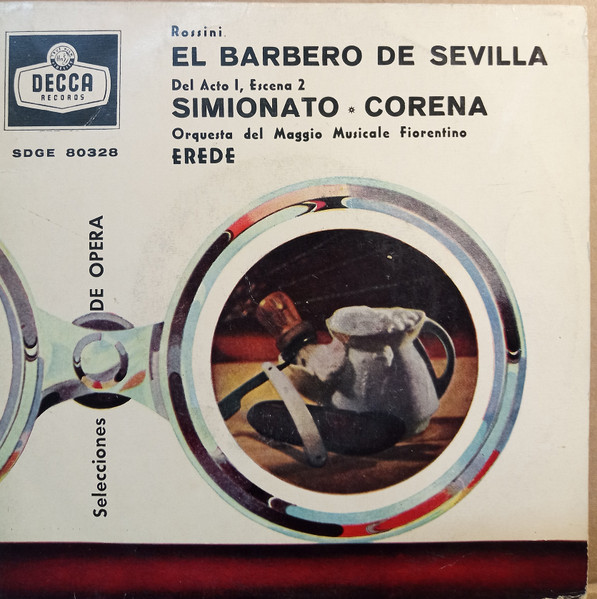 Rossini.
EL BARBERO DE SEVILLA
DECCA
RECORDS
Del Acto I, Escena 2
SIMIONATO * CORENA
Orquesta del Maggio Musicale Fiorentino
SDGE 80328
EREDE
Selecciones DE OPERA